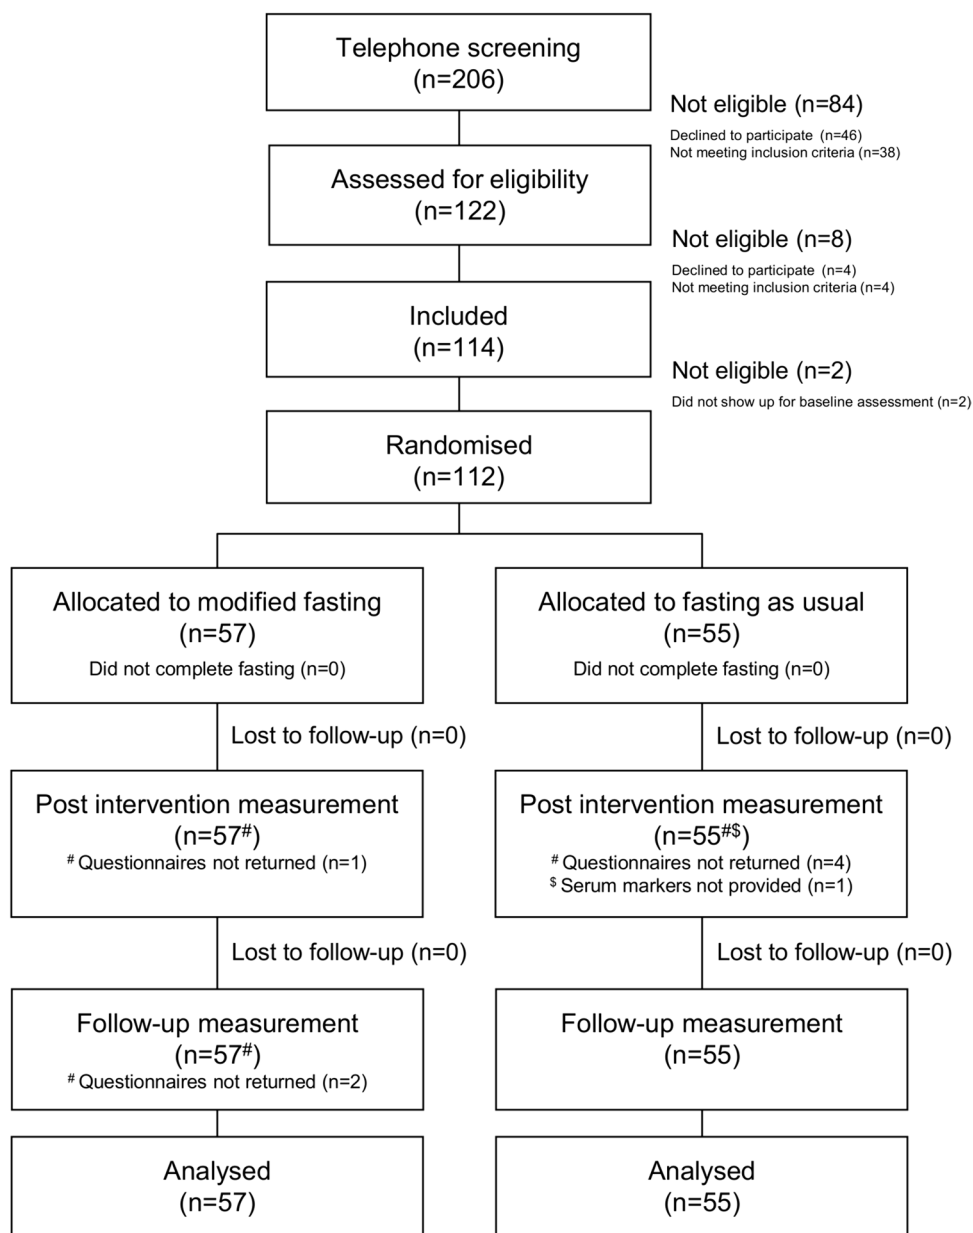 Telephone screening
(n=206)
Not eligible (n=84)
Declined to participate (n=46)
Not meeting inclusion criteria (n=38)
Assessed for eligibility
(n=122)
Not eligible (n=8)
Declined to participate (n=4)
Not meeting inclusion criteria (n=4)
Included
(n=114)
Not eligible (n=2)
Did not show up for baseline assessment (n=2)
Randomised
(n=112)
Allocated to modified fasting
(n=57)
Did not complete fasting (n=0)
Allocated to fasting as usual
(n=55)
Did not complete fasting (n=0)
Lost to follow-up (n=0)
Lost to follow-up (n=0)
Post intervention measurement
(n=57#)
# Questionnaires not returned (n=1)
Post intervention measurement
(n=55#$)
# Questionnaires not returned (n=4)
$ Serum markers not provided (n=1)
Lost to follow-up (n=0)
Lost to follow-up (n=0)
Follow-up measurement
(n=57#)
# Questionnaires not returned (n=2)
Follow-up measurement
(n=55)
Analysed
(n=57)
Analysed
(n=55)